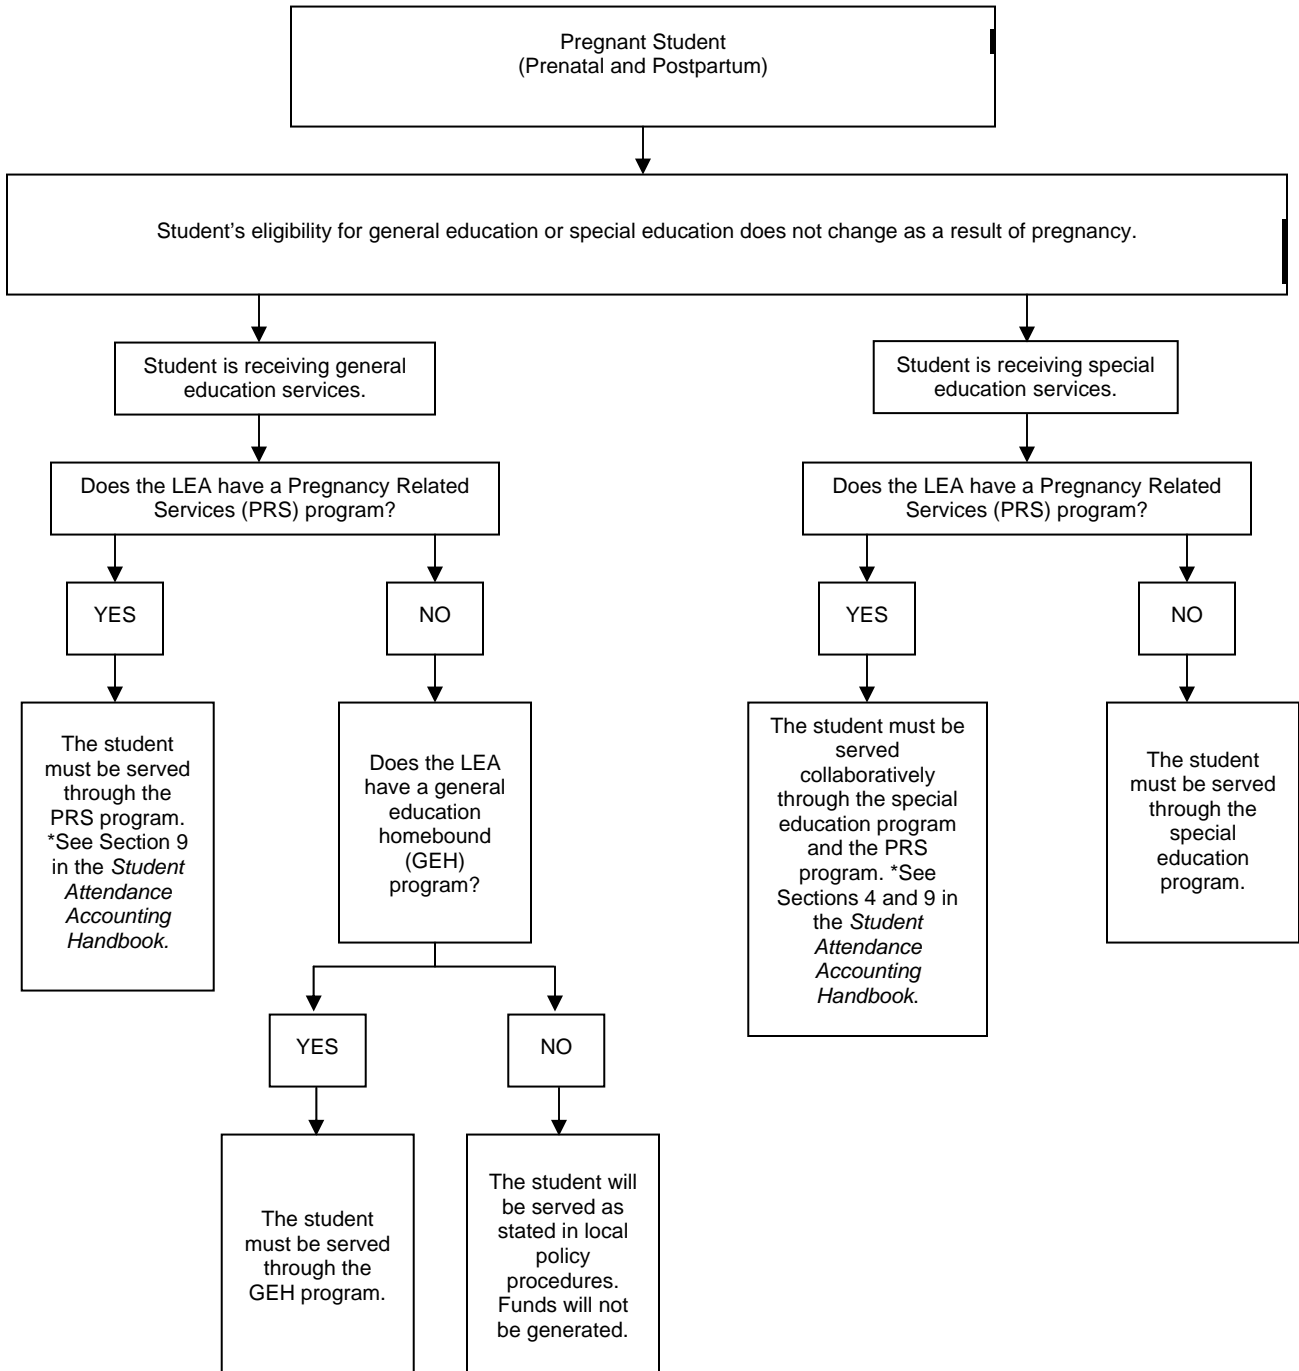 Pregnant Student
(Prenatal and Postpartum)
Student's eligibility for general education or special education does not change as a result of pregnancy.
Student is receiving general
education services.
Student is receiving special
education services.
Does the LEA have a Pregnancy Related
Services (PRS) program?
Does the LEA have a Pregnancy Related
Services (PRS) program?
YES
NO
YES
NO
The student
must be served
through the
PRS program.
*See Section 9
in the Student
Attendance
Accounting
Handbook.
Does the LEA
have a general
education
homebound
(GEH)
program?
The student must be
served
collaboratively
through the special
education program
and the PRS
program. *See
Sections 4 and 9 in
the Student
Attendance
Accounting
Handbook.
The student
must be served
through the
special
education
program.
YES
NO
The student
must be served
through the
GEH program.
The student will
be served as
stated in local
policy
procedures.
Funds will not
be generated.